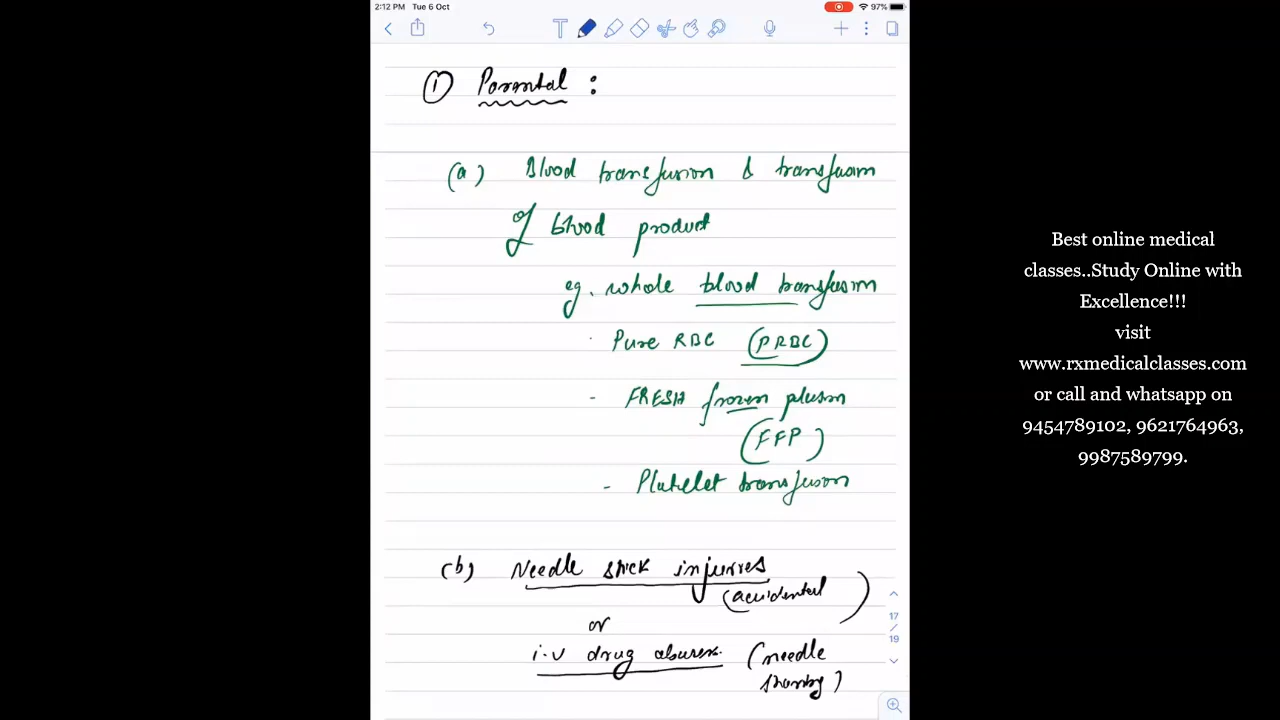 2:12 PM Tue 6 Oct
97%
① Parental :
(a) Blood transfusion & transfusion
of blood product
eg. whole blood transfusion
Pure RBC (PRBC)
- FRESH frozen plasm
(FFP)
- Platelet transfusion
(b) Needle stick injuries
(accidental)
or
i.v drug abusers. (needle
sharing)
17
/
19
Best online medical
classes..Study Online with
Excellence!!!
visit
www.rxmedicalclasses.com
or call and whatsapp on
9454789102, 9621764963,
9987589799.